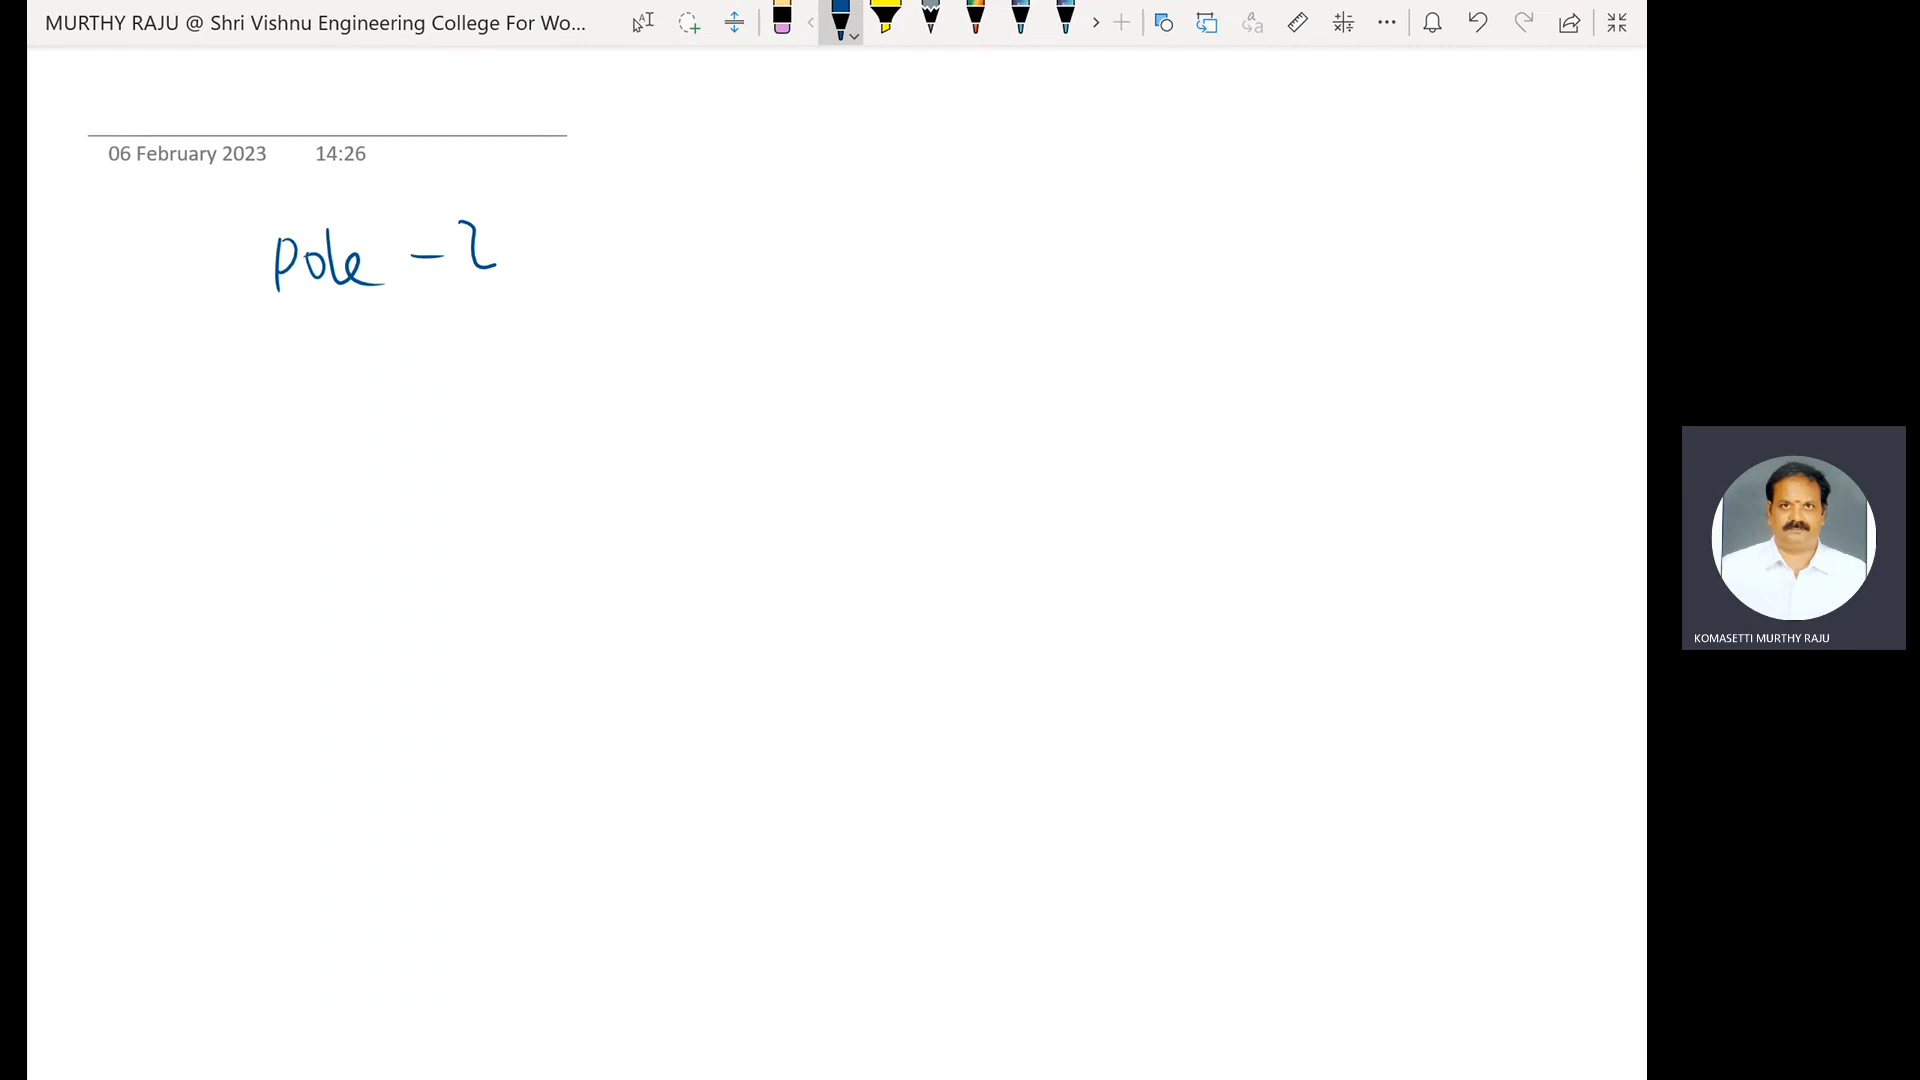 MURTHY RAJU @ Shri Vishnu Engineering College For Wo...
06 February 2023 14:26
Pole - 2
KOMASETTI MURTHY RAJU